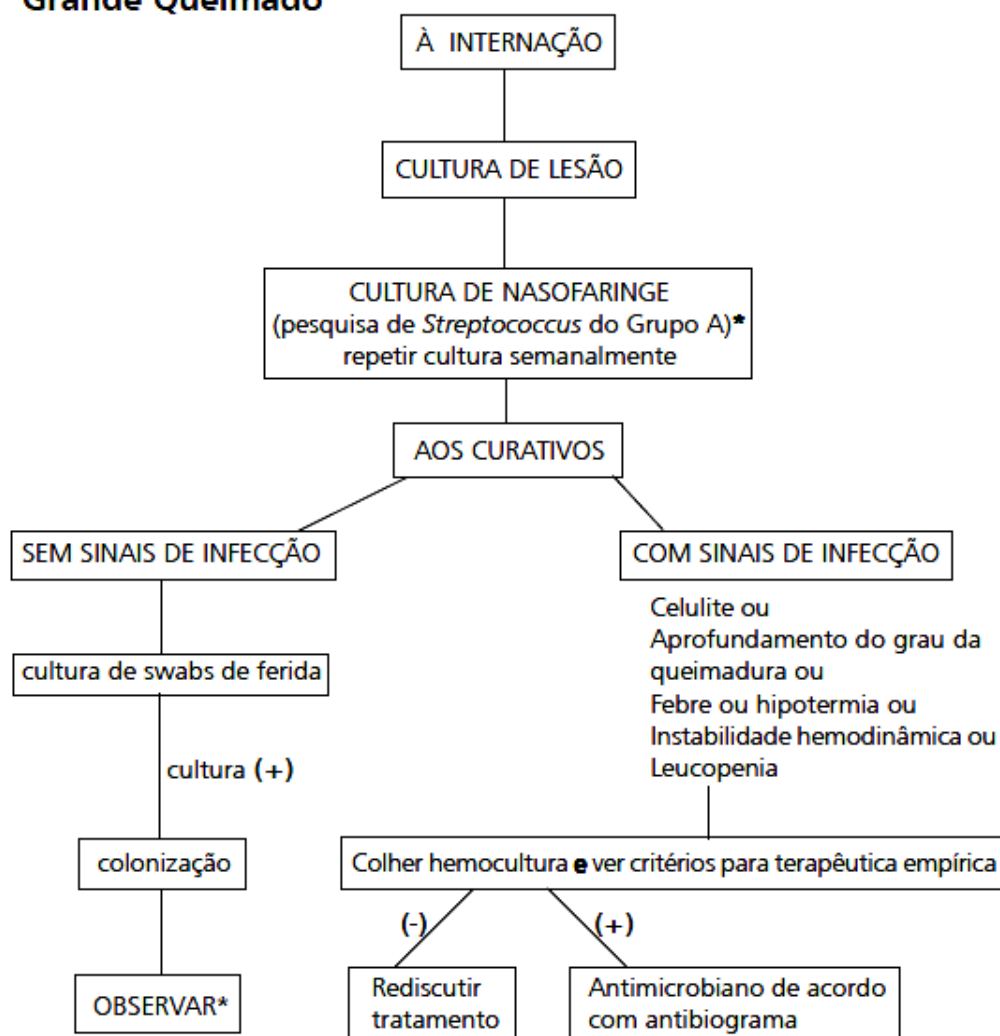 Grande Queimado
À INTERNAÇÃO
CULTURA DE LESÃO
CULTURA DE NASOFARINGE
(pesquisa de Streptococcus do Grupo A)*
repetir cultura semanalmente
AOS CURATIVOS
SEM SINAIS DE INFECÇÃO
cultura de swabs de ferida
cultura (+)
colonização
OBSERVAR*
COM SINAIS DE INFECÇÃO
Celulite ou
Aprofundamento do grau da
queimadura ou
Febre ou hipotermia ou
Instabilidade hemodinâmica ou
Leucopenia
Colher hemocultura e ver critérios para terapêutica empírica
(-)
Rediscutir
tratamento
(+)
Antimicrobiano de acordo
com antibiograma